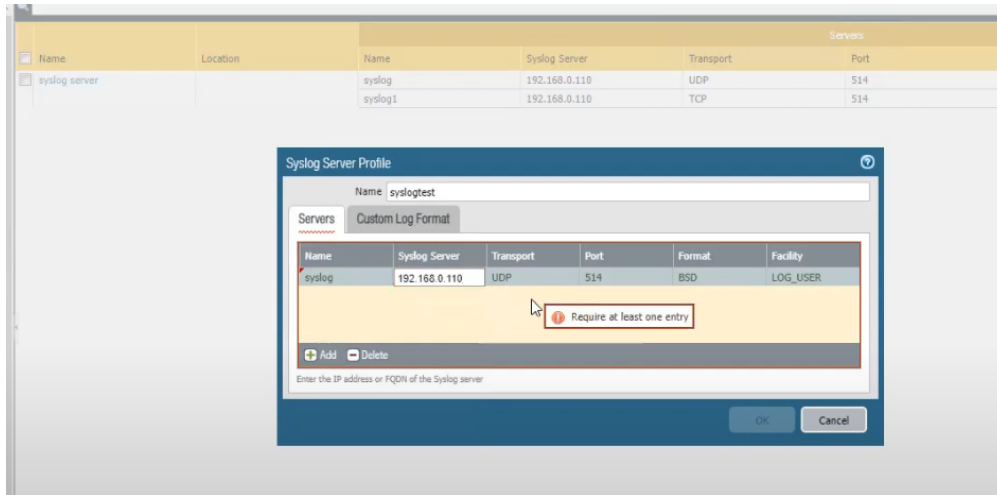 Servers
Name Location Name Syslog Server Transport Port
syslog server syslog 192.168.0.110 UDP 514
syslog1 192.168.0.110 TCP 514
Syslog Server Profile
Name syslogtest
Servers Custom Log Format
Name Syslog Server Transport Port Format Facility
syslog 192.168.0.110 UDP 514 BSD LOG_USER
Require at least one entry
Add Delete
Enter the IP address or FQDN of the Syslog server
OK Cancel